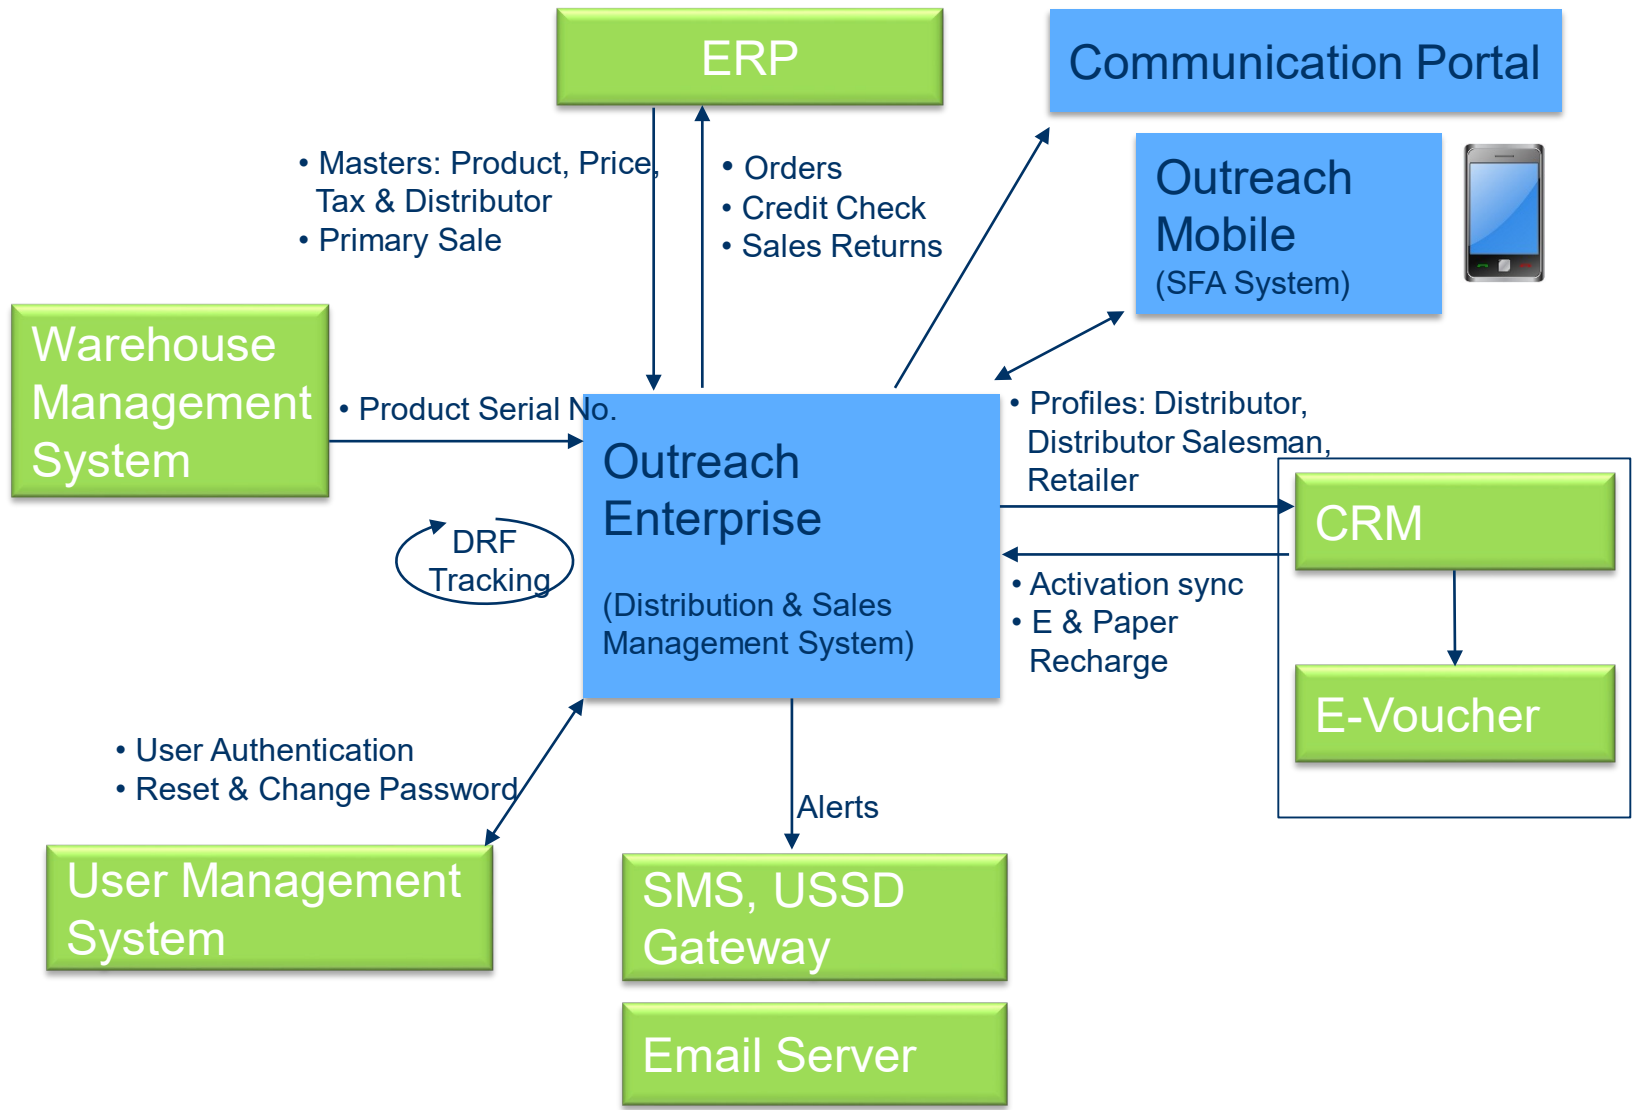 ERP
Communication Portal
• Masters: Product, Price,
Tax & Distributor
• Primary Sale
• Orders
• Credit Check
• Sales Returns
Outreach
Mobile
(SFA System)
Warehouse
Management
System
• Product Serial No.
Outreach
Enterprise
(Distribution & Sales
Management System)
• Profiles: Distributor,
Distributor Salesman,
Retailer
CRM
DRF
Tracking
• Activation sync
• E & Paper
Recharge
E-Voucher
• User Authentication
• Reset & Change Password
Alerts
User Management
System
SMS, USSD
Gateway
Email Server